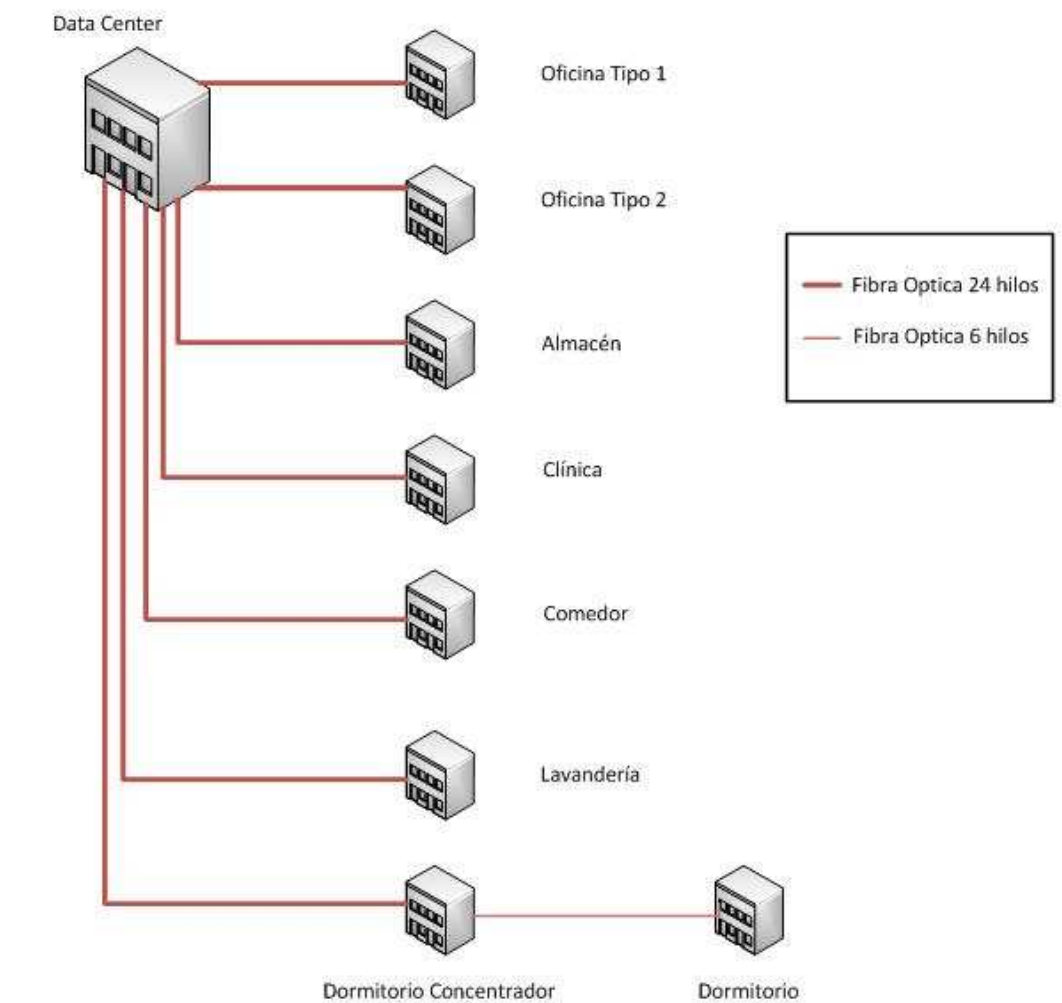 Data Center
Oficina Tipo 1
Oficina Tipo 2
Fibra Optica 24 hilos
Almacén
Fibra Optica 6 hilos
Clínica
Comedor
Lavandería
Dormitorio Concentrador
Dormitorio